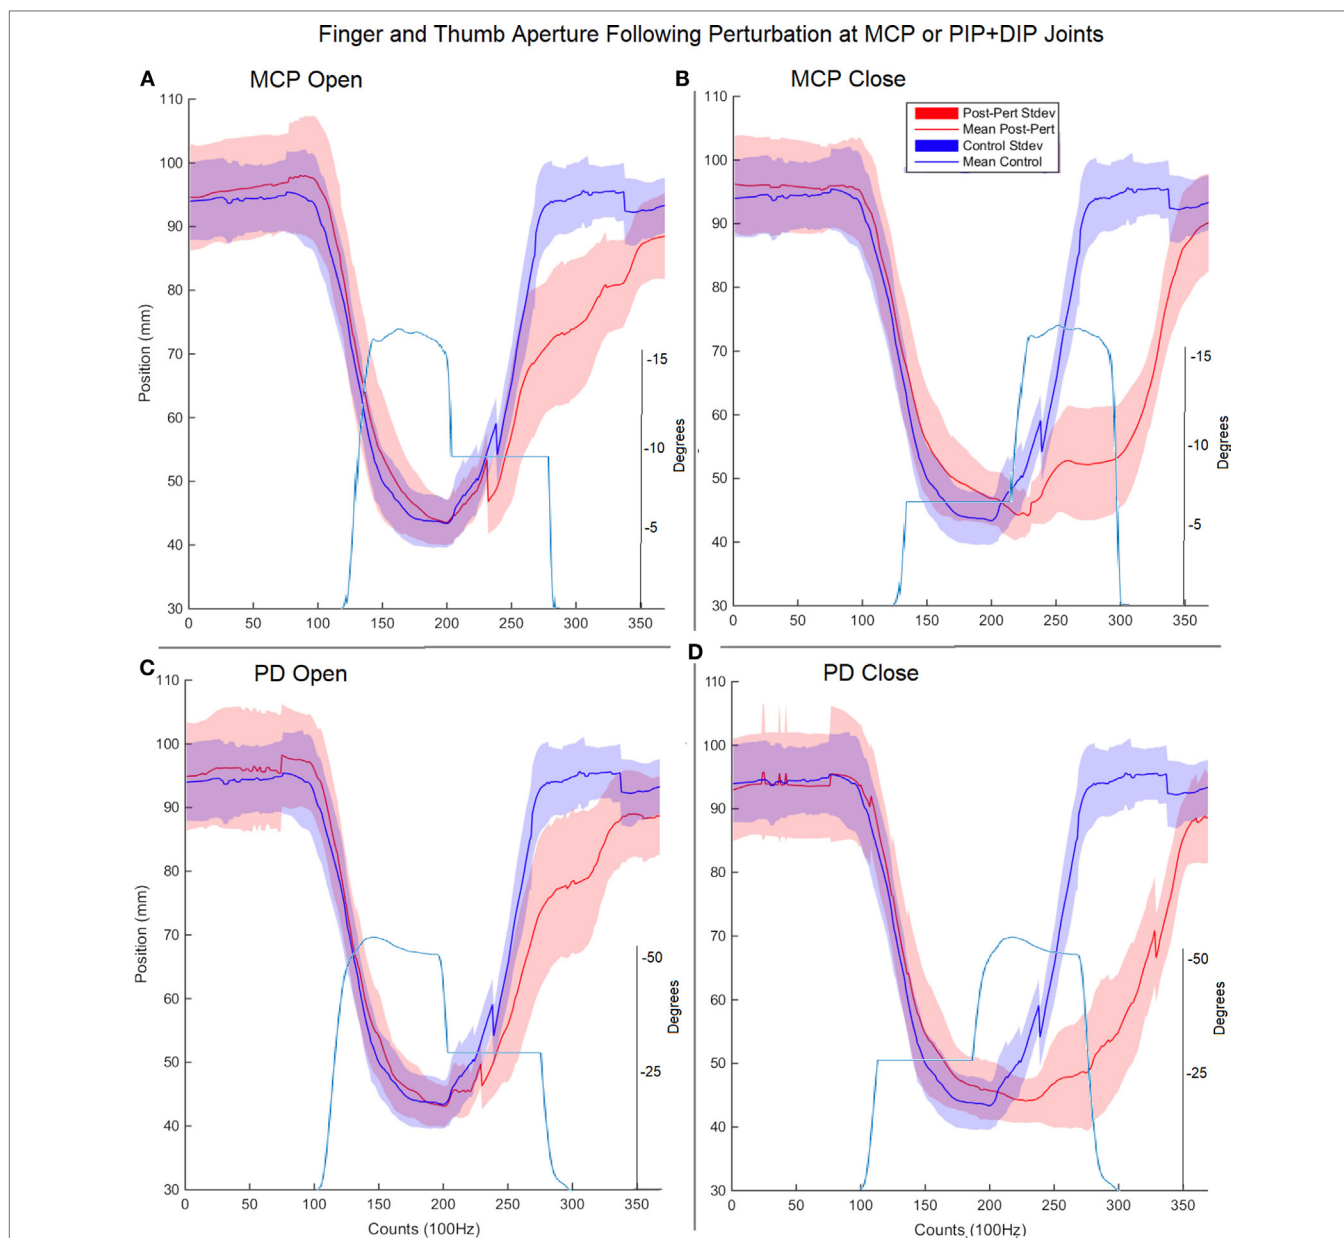 Finger and Thumb Aperture Following Perturbation at MCP or PIP+DIP Joints
A
MCP Open
B
MCP Close
Post-Pert Stdev
Mean Post-Pert
Control Stdev
Mean Control
110
100
90
80
70
60
50
40
30
Position (mm)
0 50 100 150 200 250 300 350
-15
-10
-5
Degrees
110
100
90
80
70
60
50
40
30
0 50 100 150 200 250 300 350
-15
-10
-5
Degrees
C
PD Open
D
PD Close
110
100
90
80
70
60
50
40
30
Position (mm)
0 50 100 150 200 250 300 350
Counts (100Hz)
-50
-25
Degrees
110
100
90
80
70
60
50
40
30
0 50 100 150 200 250 300 350
Counts (100Hz)
-50
-25
Degrees